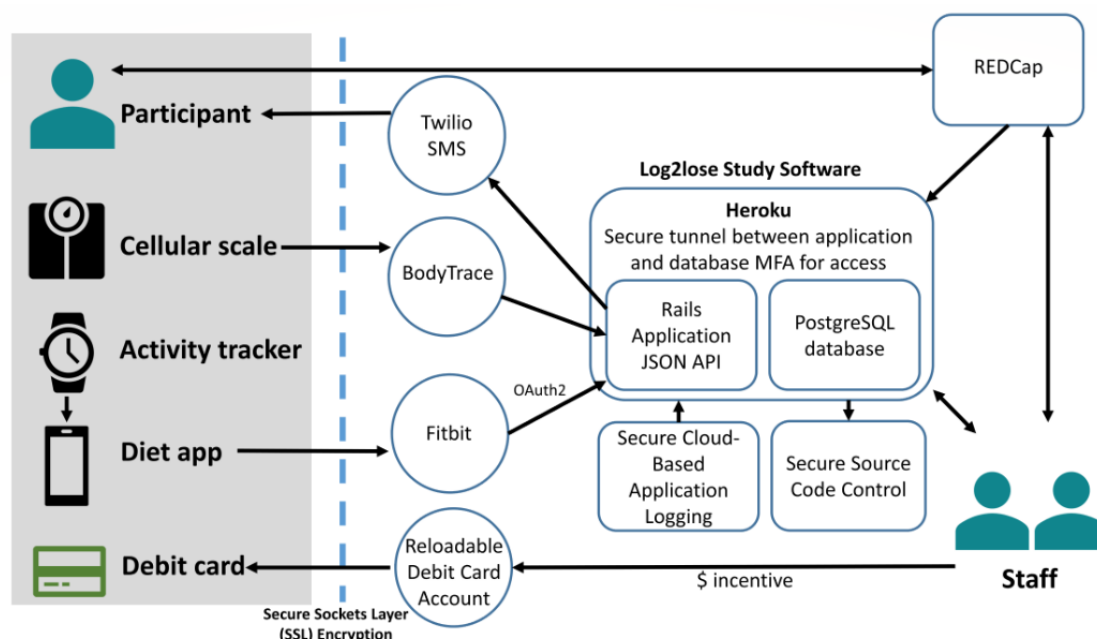 REDCap
Participant
Twilio
SMS
Log2lose Study Software
Heroku
Secure tunnel between application
and database MFA for access
Cellular scale
BodyTrace
Rails
Application
JSON API
PostgreSQL
database
Activity tracker
OAuth2
Fitbit
Diet app
Secure Cloud-
Based
Application
Logging
Secure Source
Code Control
Debit card
Reloadable
Debit Card
Account
$ incentive
Staff
Secure Sockets Layer
(SSL) Encryption